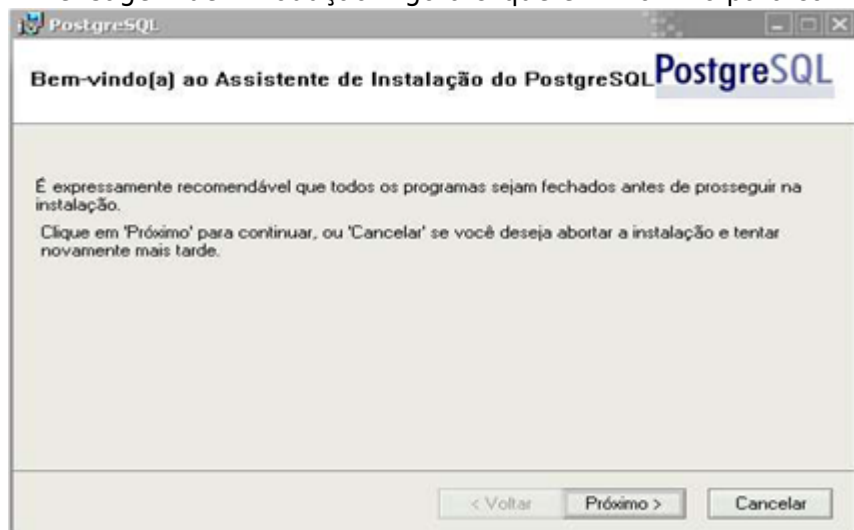 PostgreSQL
Bem-vindo(a) ao Assistente de Instalação do PostgreSQL
PostgreSQL
É expressamente recomendável que todos os programas sejam fechados antes de prosseguir na
instalação.
Clique em 'Próximo' para continuar, ou 'Cancelar' se você deseja abortar a instalação e tentar
novamente mais tarde.
< Voltar
Próximo >
Cancelar